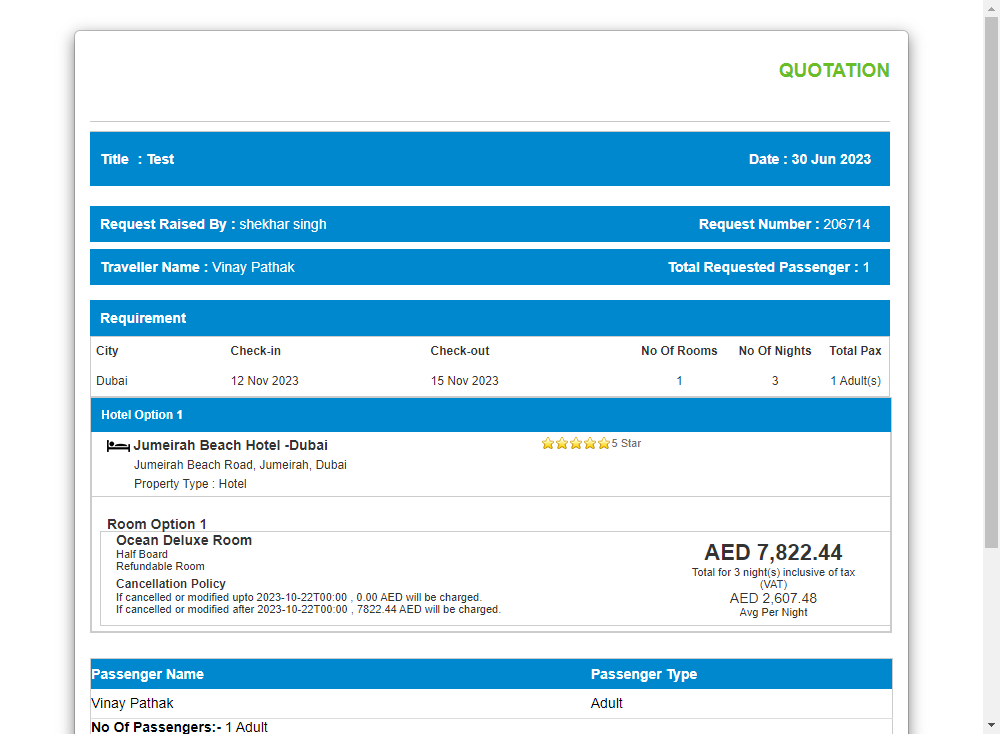 QUOTATION
Title : Test Date : 30 Jun 2023
Request Raised By : shekhar singh Request Number : 206714
Traveller Name : Vinay Pathak Total Requested Passenger : 1
Requirement
City Check-in Check-out No Of Rooms No Of Nights Total Pax
Dubai 12 Nov 2023 15 Nov 2023 1 3 1 Adult(s)
Hotel Option 1
Jumeirah Beach Hotel -Dubai 5 Star
Jumeirah Beach Road, Jumeirah, Dubai
Property Type : Hotel
Room Option 1
Ocean Deluxe Room
Half Board
Refundable Room
Cancellation Policy
If cancelled or modified upto 2023-10-22T00:00 , 0.00 AED will be charged.
If cancelled or modified after 2023-10-22T00:00 , 7822.44 AED will be charged.
AED 7,822.44
Total for 3 night(s) inclusive of tax
(VAT)
AED 2,607.48
Avg Per Night
Passenger Name Passenger Type
Vinay Pathak Adult
No Of Passengers:- 1 Adult